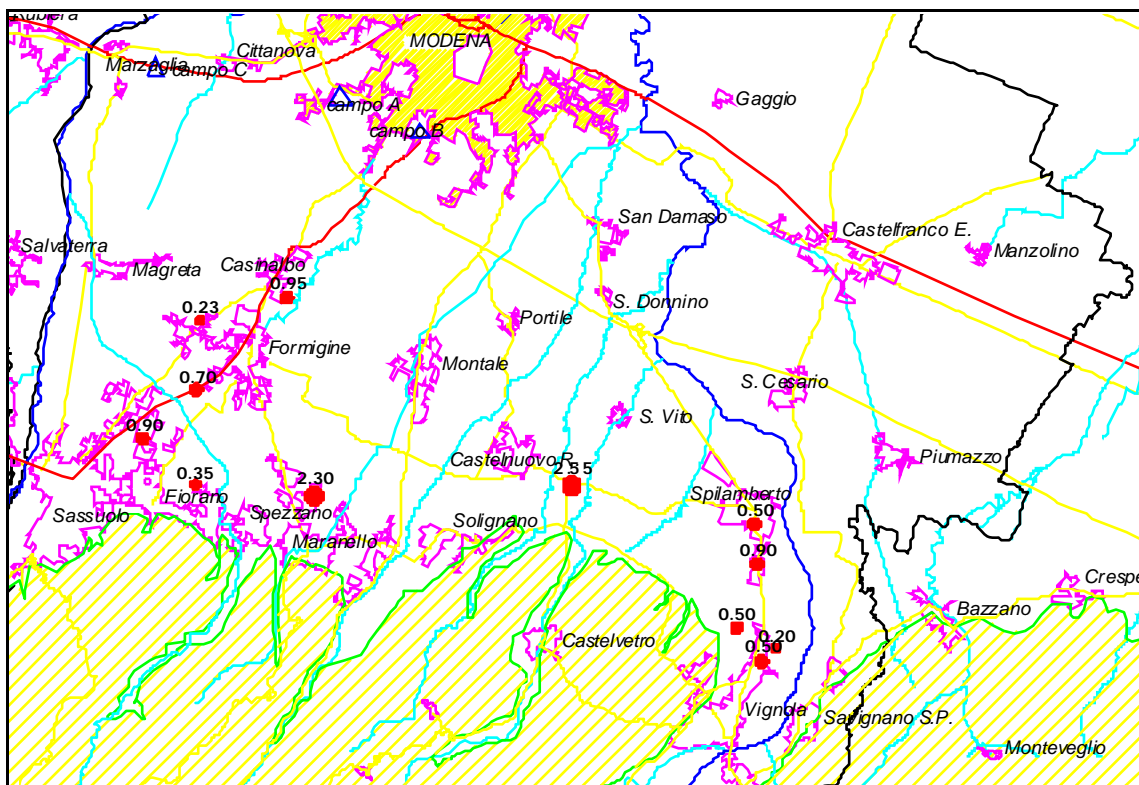 Rubiera
MODENA
Cittanova
Marzaglia
campo C
campo A
Gaggio
campo B
San Damaso
Castelfranco E.
Salvaterra
Manzolino
Magreta
Casinalbo
0.95
S. Donnino
0.23
Portile
Formigine
Montale
0.70
S. Cesario
S. Vito
0.90
Castelnuovo R.
Piumazzo
0.35
2.30
Fiorano
Spilamberto
Sassuolo
Spezzano
0.50
Solignano
Maranello
0.90
Crespe
Bazzano
0.50
Castelvetro
0.20
0.50
Vignola
Savignano S.P.
Monteveglio